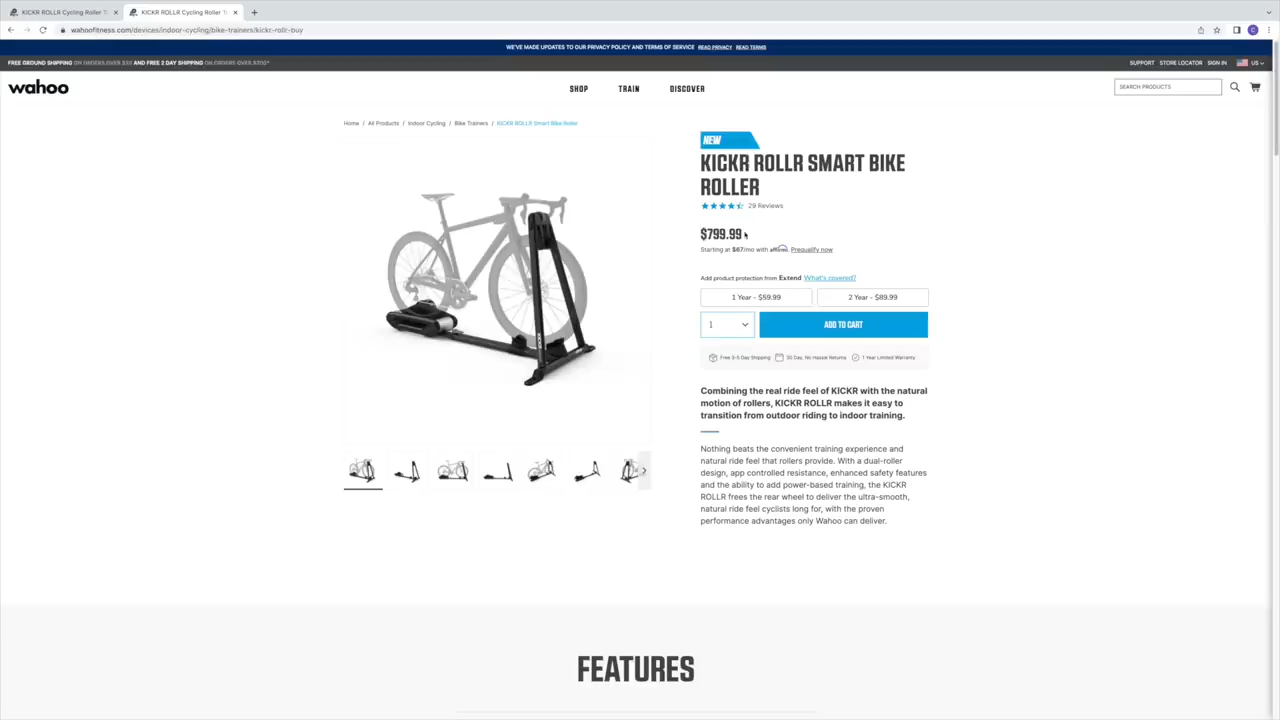 KICKR ROLLR Cycling Roller T
KICKR ROLLR Cycling Roller T
wahoofitness.com/devices/indoor-cycling/bike-trainers/kickr-rollr-buy
WE'VE MADE UPDATES TO OUR PRIVACY POLICY AND TERMS OF SERVICE READ PRIVACY READ TERMS
FREE GROUND SHIPPING AND FREE 2 DAY SHIPPING
SUPPORT STORE LOCATOR SIGN IN US
wahoo
SHOP TRAIN DISCOVER
SEARCH PRODUCTS
Home / All Products / Indoor Cycling / Bike Trainers / KICKR ROLLR Smart Bike Roller
NEW
KICKR ROLLR SMART BIKE
ROLLER
29 Reviews
$799.99
Starting at $67/mo with affirm. Prequalify now
Add product protection from Extend What's covered?
1 Year - $59.99 2 Year - $89.99
1 ADD TO CART
Free 3-5 Day Shipping 30 Day, No Hassle Returns 1 Year Limited Warranty
Combining the real ride feel of KICKR with the natural
motion of rollers, KICKR ROLLR makes it easy to
transition from outdoor riding to indoor training.
Nothing beats the convenient training experience and
natural ride feel that rollers provide. With a dual-roller
design, app controlled resistance, enhanced safety features
and the ability to add power-based training, the KICKR
ROLLR frees the rear wheel to deliver the ultra-smooth,
natural ride feel cyclists long for, with the proven
performance advantages only Wahoo can deliver.
FEATURES